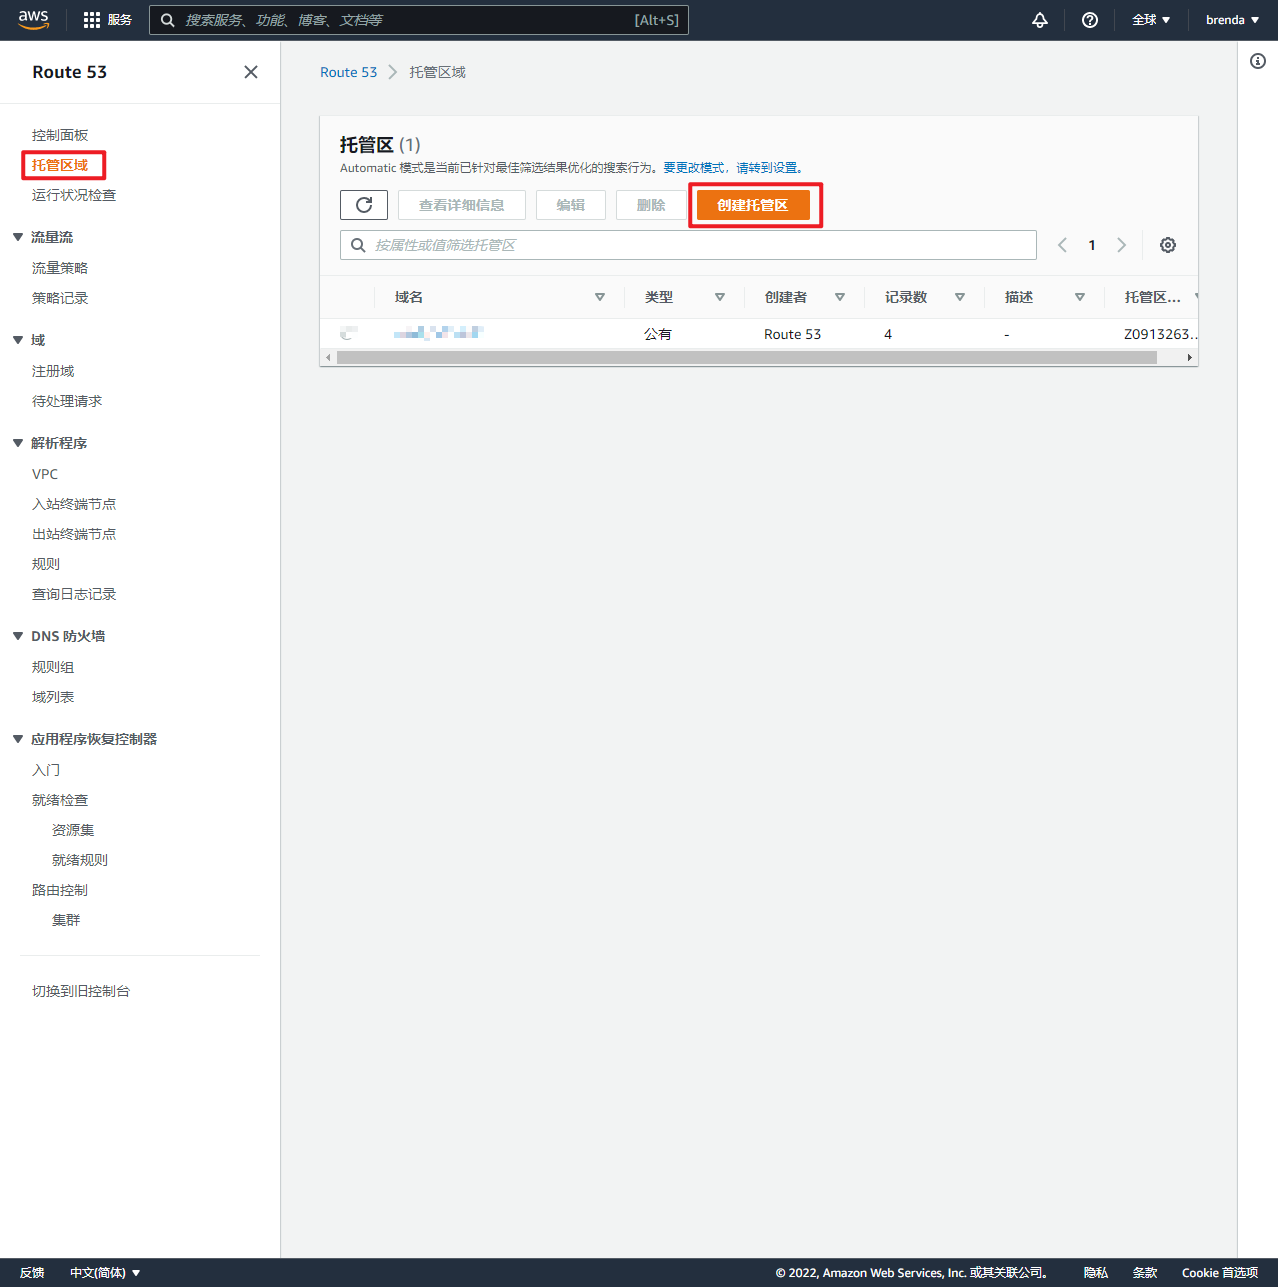 aws 服务 搜索服务、功能、博客、文档等 [Alt+S] 全球 brenda
Route 53
控制面板
托管区域
运行状况检查
流量流
流量策略
策略记录
域
注册域
待处理请求
解析程序
VPC
入站终端节点
出站终端节点
规则
查询日志记录
DNS 防火墙
规则组
域列表
应用程序恢复控制器
入门
就绪检查
资源集
就绪规则
路由控制
集群
切换到旧控制台
Route 53 托管区域
托管区 (1)
Automatic 模式是当前已针对最佳筛选结果优化的搜索行为。要更改模式，请转到设置。
查看详细信息 编辑 删除 创建托管区
按属性或值筛选托管区 1
域名 类型 创建者 记录数 描述 托管区...
公有 Route 53 4 - Z0913263...
反馈 中文(简体) © 2022, Amazon Web Services, Inc. 或其关联公司。 隐私 条款 Cookie 首选项